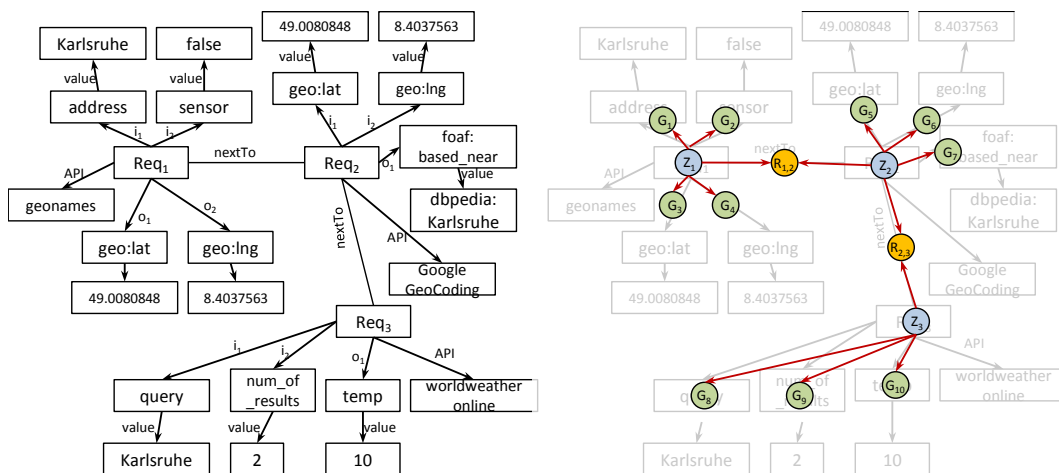 49.0080848
8.4037563
Karlsruhe
false
value
value
value
value
geo:lat
geo:lng
address
sensor
i1
i2
i1
i2
foaf:
based_near
Req1
nextTo
Req2
o1
value
API
geonames
dbpedia:
Karlsruhe
o1
o2
nextTo
API
geo:lat
geo:lng
Google
GeoCoding
49.0080848
8.4037563
Req3
i1
i2
o1
API
query
num_of
_results
temp
worldweather
online
value
value
value
Karlsruhe
2
10
49.0080848
8.4037563
Karlsruhe
false
geo:lat
geo:lng
address
sensor
G1
G2
G5
G6
foaf:
based_near
nextTo
G7
Z1
R1,2
Z2
API
geonames
dbpedia:
Karlsruhe
G3
G4
nextTo
R2,3
geo:lat
geo:lng
Google
GeoCoding
49.0080848
8.4037563
Z3
API
G8
G9
G10
worldweather
online
Karlsruhe
2
10